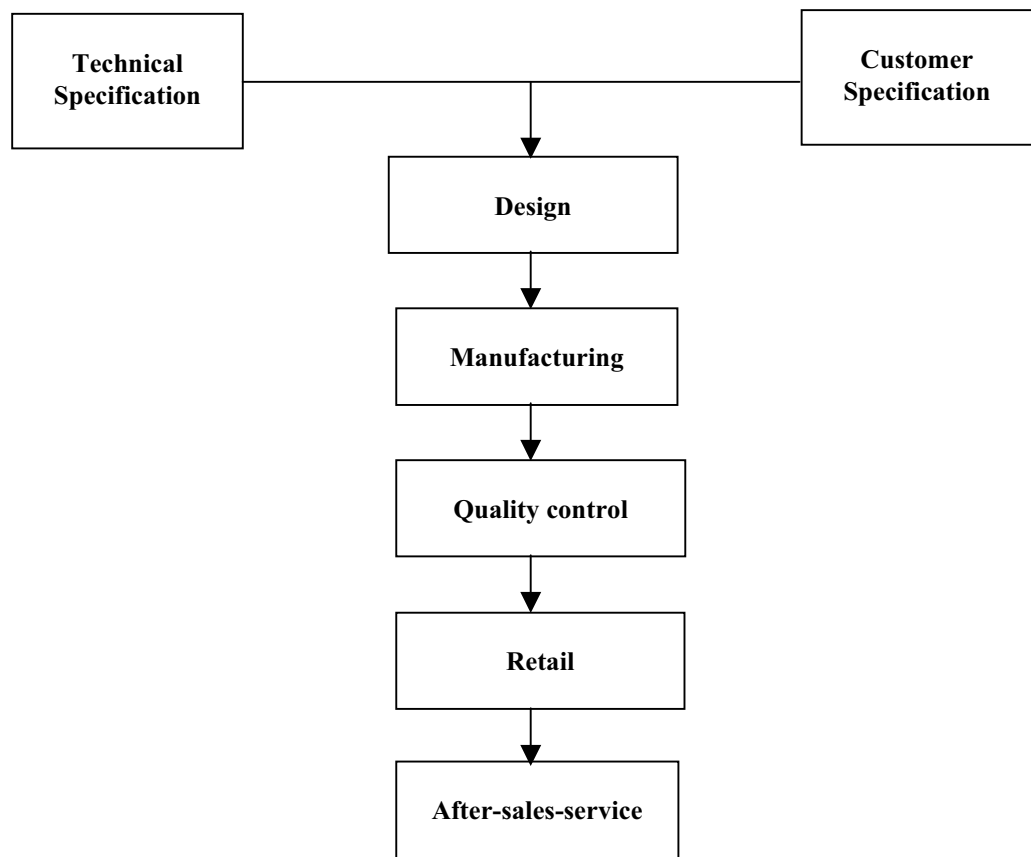 Technical
Specification
Customer
Specification
Design
Manufacturing
Quality control
Retail
After-sales-service